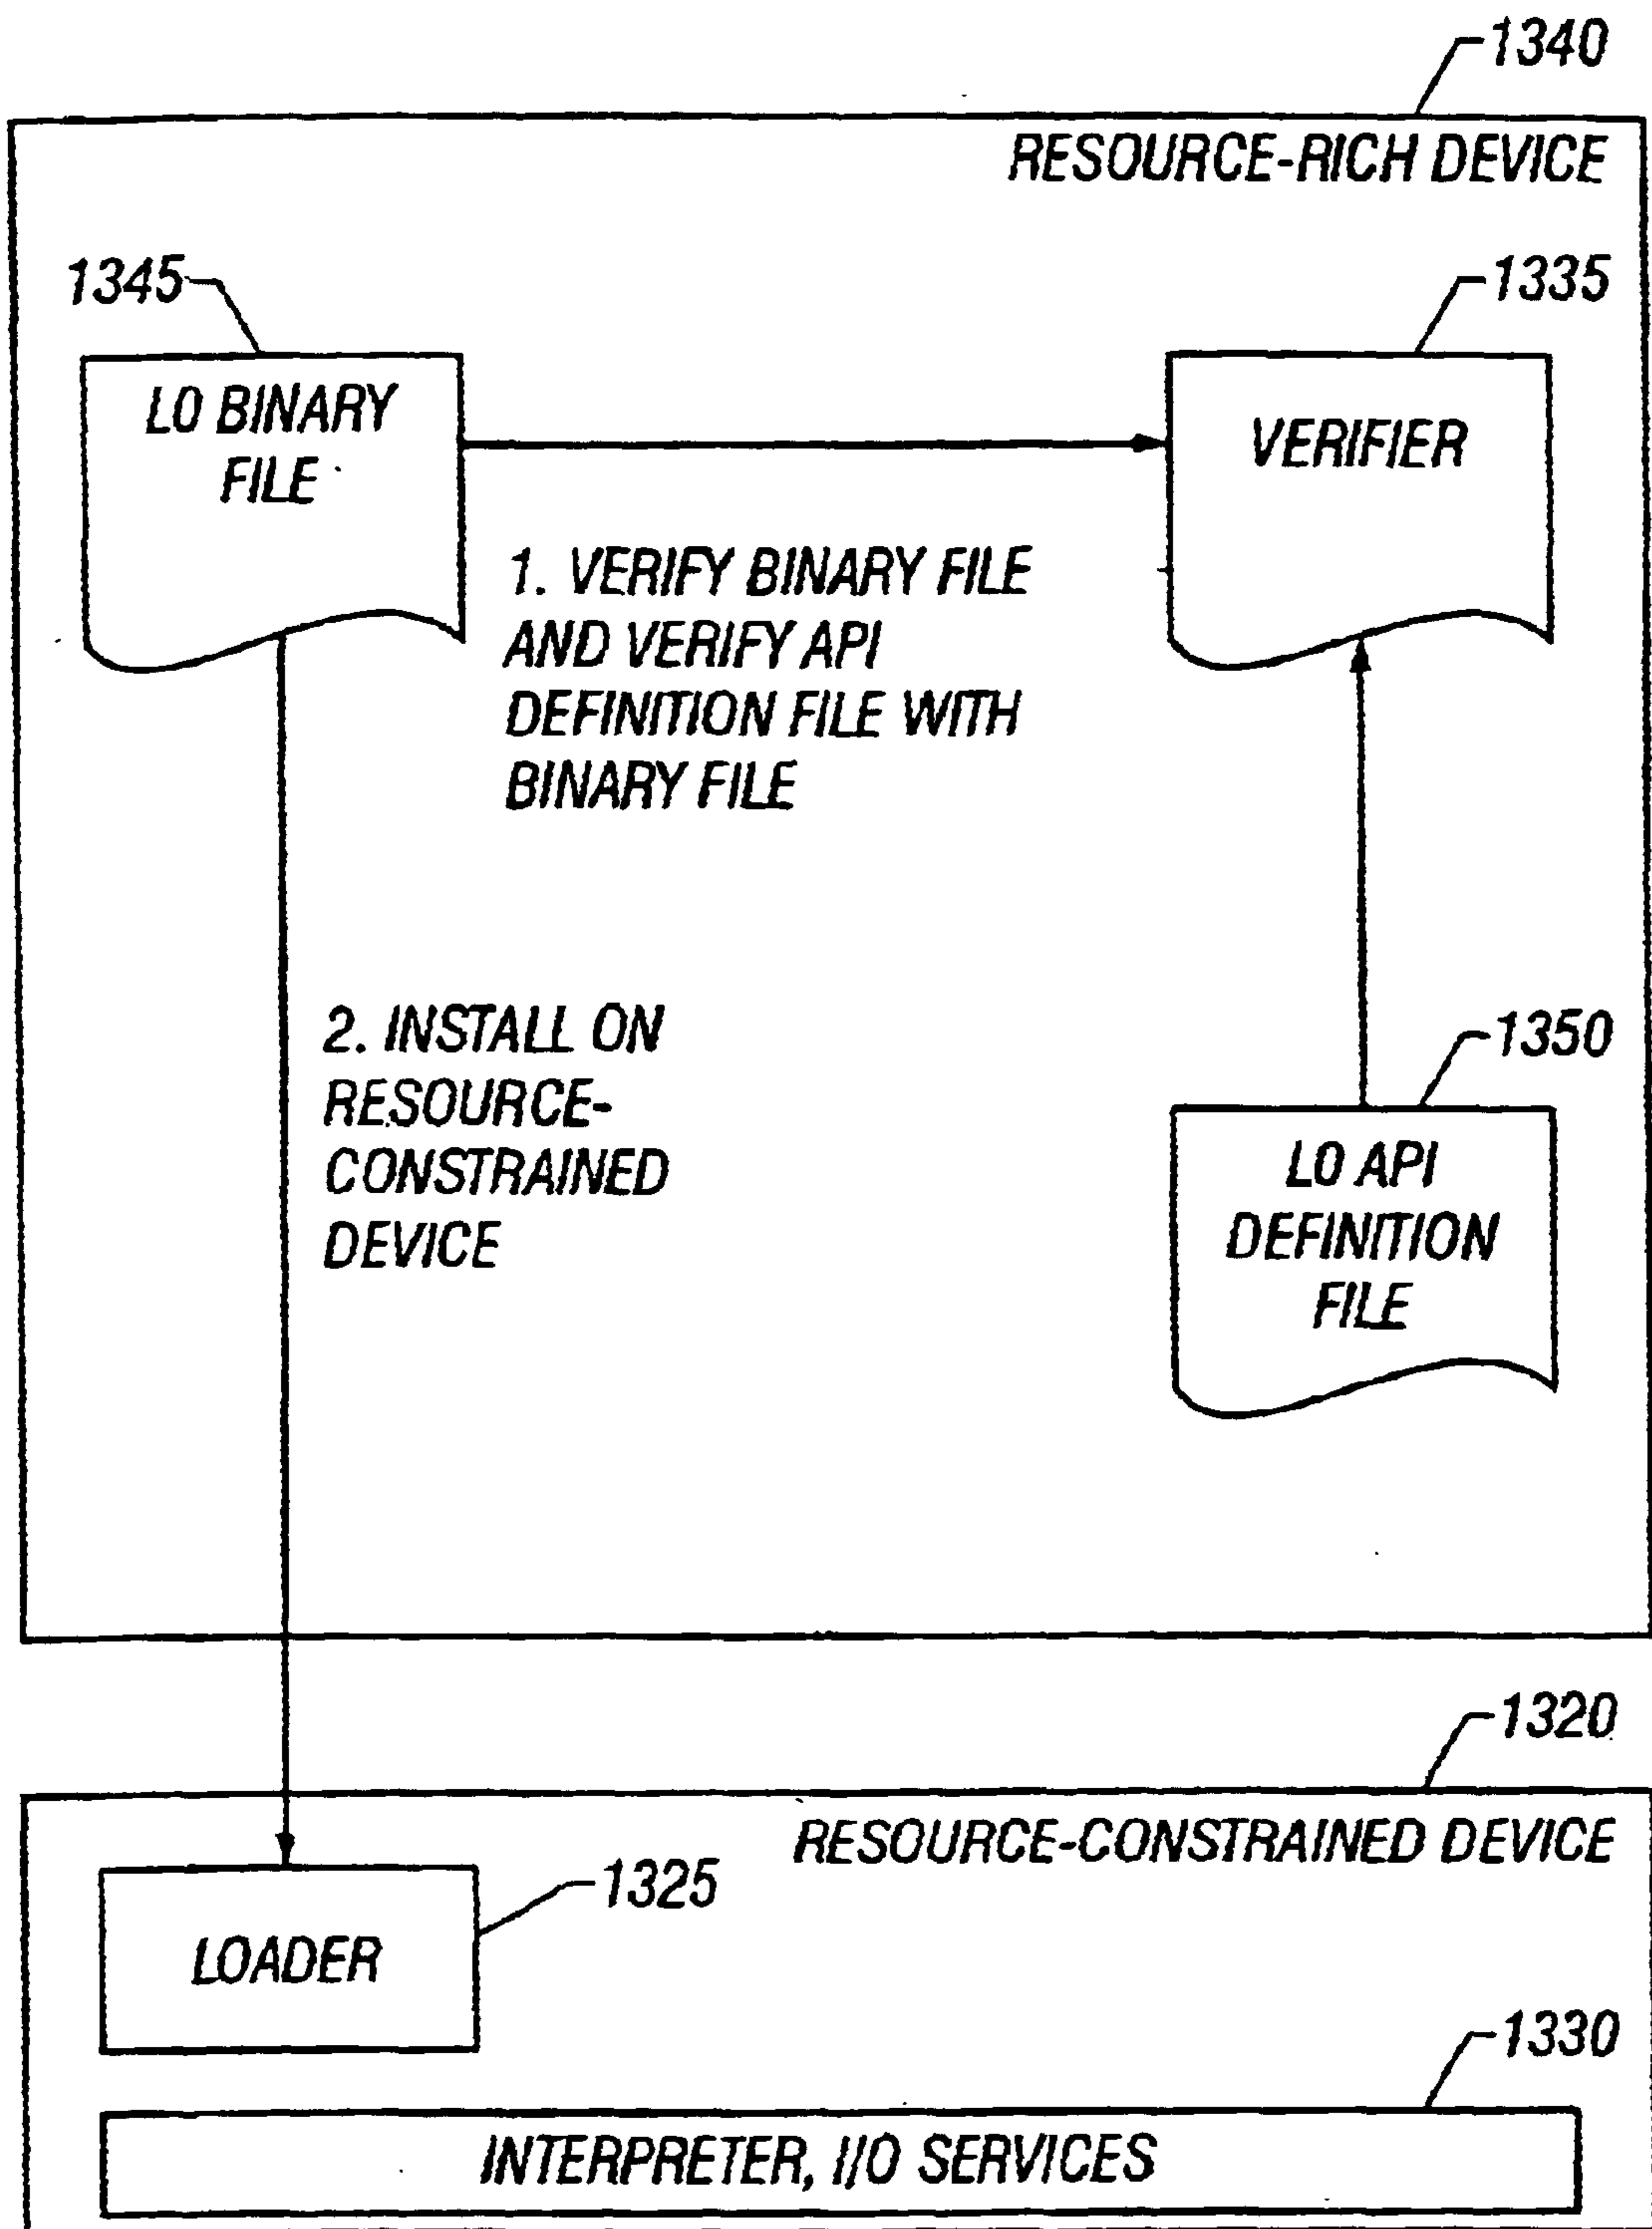 1340
RESOURCE-RICH DEVICE
1345
1335
L0 BINARY
FILE
VERIFIER
1. VERIFY BINARY FILE
AND VERIFY API
DEFINITION FILE WITH
BINARY FILE
2. INSTALL ON
RESOURCE-
CONSTRAINED
DEVICE
1350
L0 API
DEFINITION
FILE
1320
RESOURCE-CONSTRAINED DEVICE
1325
LOADER
1330
INTERPRETER, I/O SERVICES